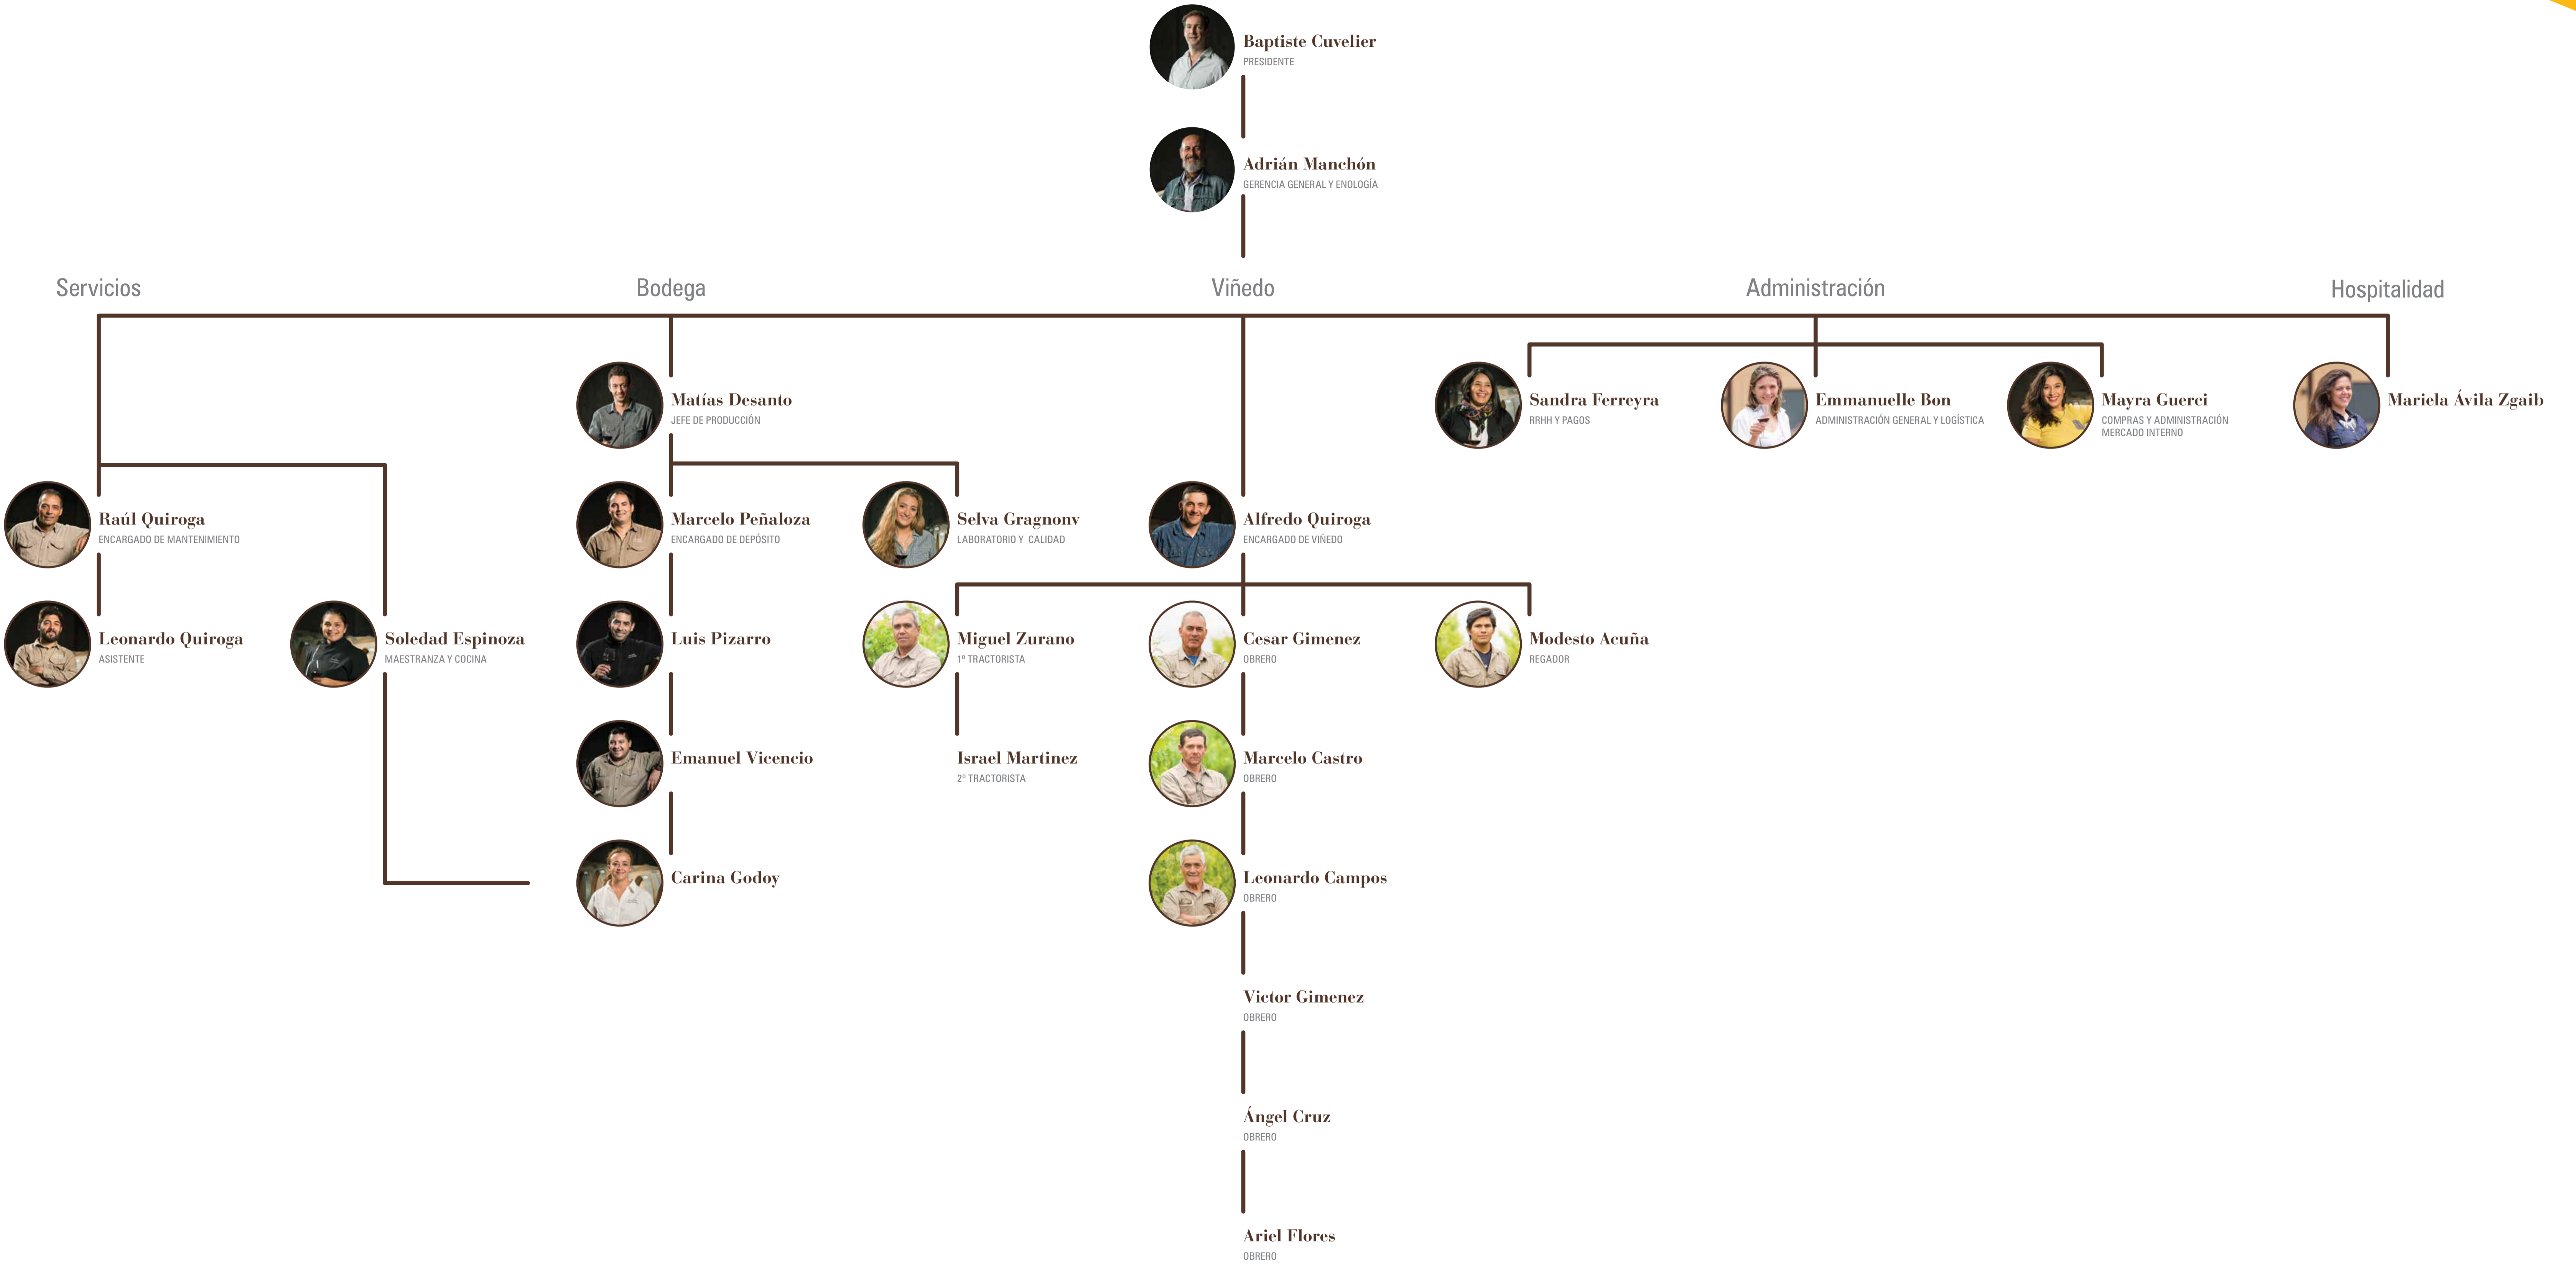 Baptiste Cuvelier
PRESIDENTE
Adrián Manchón
GERENCIA GENERAL Y ENOLOGÍA
Servicios
Bodega
Viñedo
Administración
Hospitalidad
Matías Desanto
JEFE DE PRODUCCIÓN
Sandra Ferreyra
RRHH Y PAGOS
Emmanuelle Bon
ADMINISTRACIÓN GENERAL Y LOGÍSTICA
Mayra Guerci
COMPRAS Y ADMINISTRACIÓN
MERCADO INTERNO
Mariela Ávila Zgaib
Raúl Quiroga
ENCARGADO DE MANTENIMIENTO
Marcelo Peñaloza
ENCARGADO DE DEPÓSITO
Selva Gragnonv
LABORATORIO Y CALIDAD
Alfredo Quiroga
ENCARGADO DE VIÑEDO
Leonardo Quiroga
ASISTENTE
Soledad Espinoza
MAESTRANZA Y COCINA
Luis Pizarro
Miguel Zurano
1º TRACTORISTA
Cesar Gimenez
OBRERO
Modesto Acuña
REGADOR
Emanuel Vicencio
Israel Martinez
2º TRACTORISTA
Marcelo Castro
OBRERO
Carina Godoy
Leonardo Campos
OBRERO
Victor Gimenez
OBRERO
Ángel Cruz
OBRERO
Ariel Flores
OBRERO